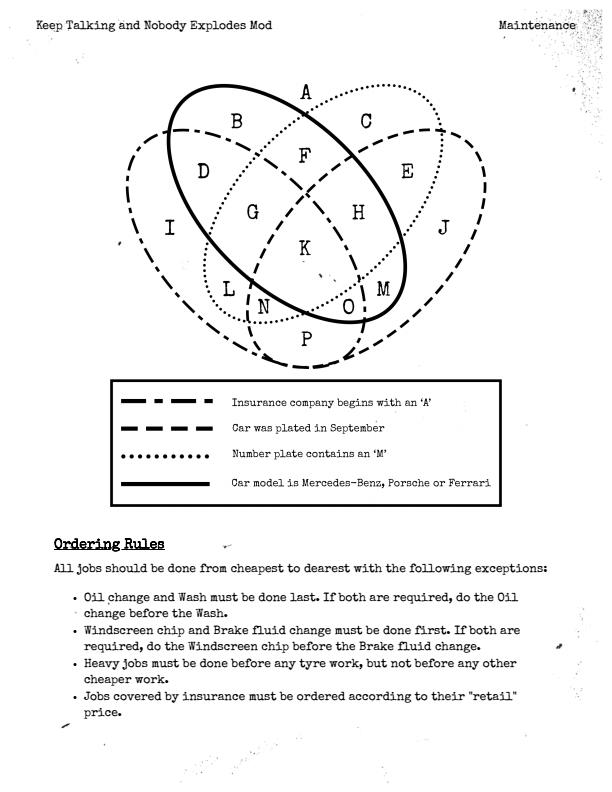 Keep Talking and Nobody Explodes Mod
Maintenance
A
B
C
F
D
E
G
H
I
J
K
L
M
N
O
P
Insurance company begins with an ‘A’
Car was plated in September
Number plate contains an ‘M’
Car model is Mercedes-Benz, Porsche or Ferrari
Ordering Rules
All jobs should be done from cheapest to dearest with the following exceptions:
• Oil change and Wash must be done last. If both are required, do the Oil
change before the Wash.
• Windscreen chip and Brake fluid change must be done first. If both are
required, do the Windscreen chip before the Brake fluid change.
• Heavy jobs must be done before any tyre work, but not before any other
cheaper work.
• Jobs covered by insurance must be ordered according to their "retail"
price.